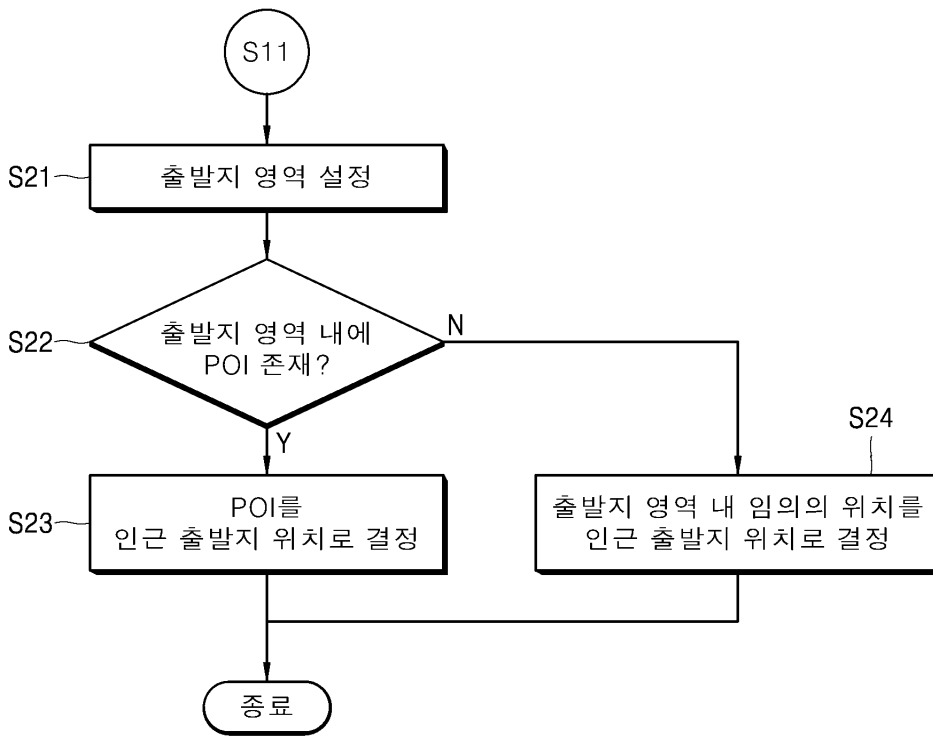 S11
S21
출발지 영역 설정
S22
출발지 영역 내에
POI 존재?
N
Y
S24
S23
POI를
인근 출발지 위치로 결정
출발지 영역 내 임의의 위치를
인근 출발지 위치로 결정
종료